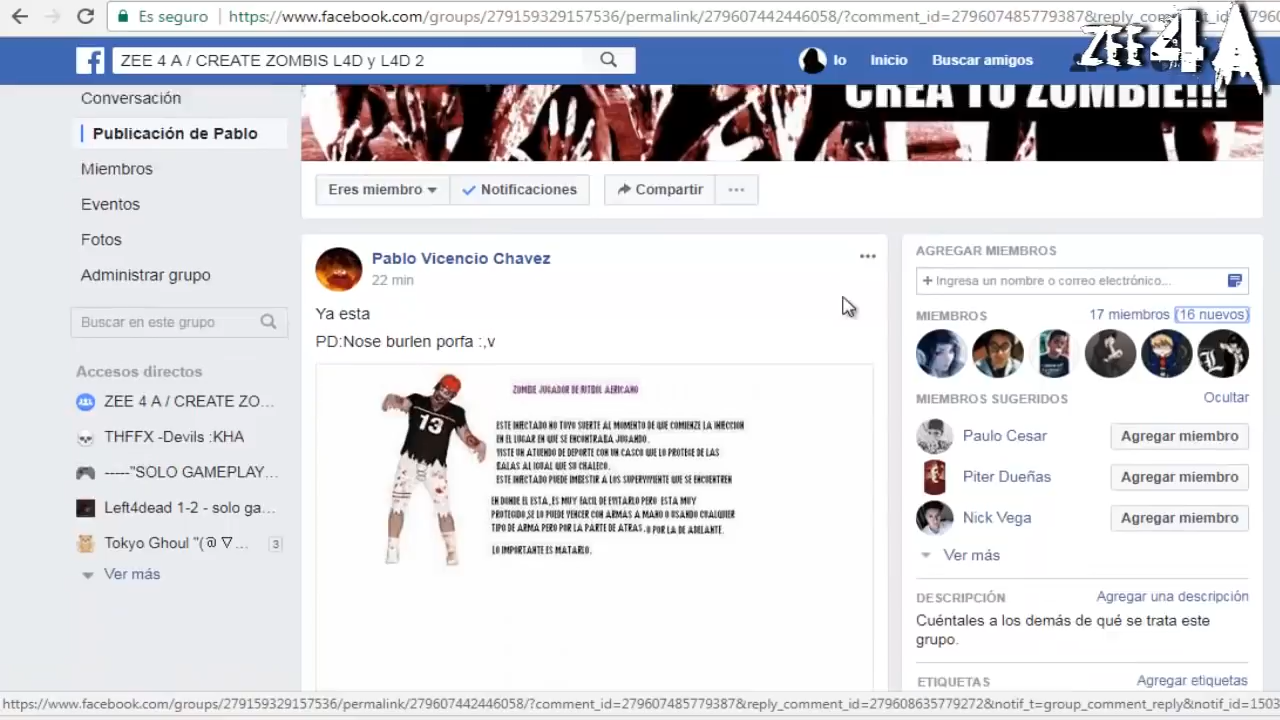 Es seguro
https://www.facebook.com/groups/279159329157536/permalink/279607442446058/?comment_id=279607485779387&reply_
ZEE 4 A
ZEE 4 A / CREATE ZOMBIS L4D y L4D 2
Io
Inicio
Buscar amigos
CREA TU ZOMBIE!!!
Conversación
Publicación de Pablo
Miembros
Eventos
Fotos
Administrar grupo
Buscar en este grupo
Accesos directos
ZEE 4 A / CREATE ZO...
THFFX -Devils :KHA
-----"SOLO GAMEPLAY...
Left4dead 1-2 - solo ga...
Tokyo Ghoul "(@ ∇ ... 3
Ver más
Eres miembro
Notificaciones
Compartir
Pablo Vicencio Chavez
22 min
Ya esta
PD:Nose burlen porfa :,v
13
ZOMBIE JUGADOR DE FUTBOL AERICANO
ESTE INFECTADO NO TUVO SUERTE AL MOMENTO DE QUE COMIENZE LA INFECCION
EN EL LUGAR EN QUE SE ENCONTRABA JUGANDO.
VISTE UN ATUENDO DE DEPORTE CON UN CASCO QUE LO PROTEGE DE LAS
BALAS AL IGUAL QUE SU CHALECO.
ESTE INFECTADO PUEDE EMBESTIR A LOS SUPERVIVIENTE QUE SE ENCUENTREN
EN DONDE EL ESTA, ES MUY FACIL DE EVITARLO PERO ESTA MUY
PROTEGIDO,SE LO PUEDE VENCER CON ARMAS A MANO O USANDO CUALQUIER
TIPO DE ARMA PERO POR LA PARTE DE ATRAS, O POR LA DE ADELANTE.
LO IMPORTANTE ES MATARLO.
AGREGAR MIEMBROS
+ Ingresa un nombre o correo electrónico...
MIEMBROS
17 miembros (16 nuevos)
MIEMBROS SUGERIDOS
Ocultar
Paulo Cesar
Agregar miembro
Piter Dueñas
Agregar miembro
Nick Vega
Agregar miembro
Ver más
DESCRIPCIÓN
Agregar una descripción
Cuéntales a los demás de qué se trata este
grupo.
ETIQUETAS
Agregar etiquetas
https://www.facebook.com/groups/279159329157536/permalink/279607442446058/?comment_id=279607485779387&reply_comment_id=279608635779272&notif_t=group_comment_reply&notif_id=1503